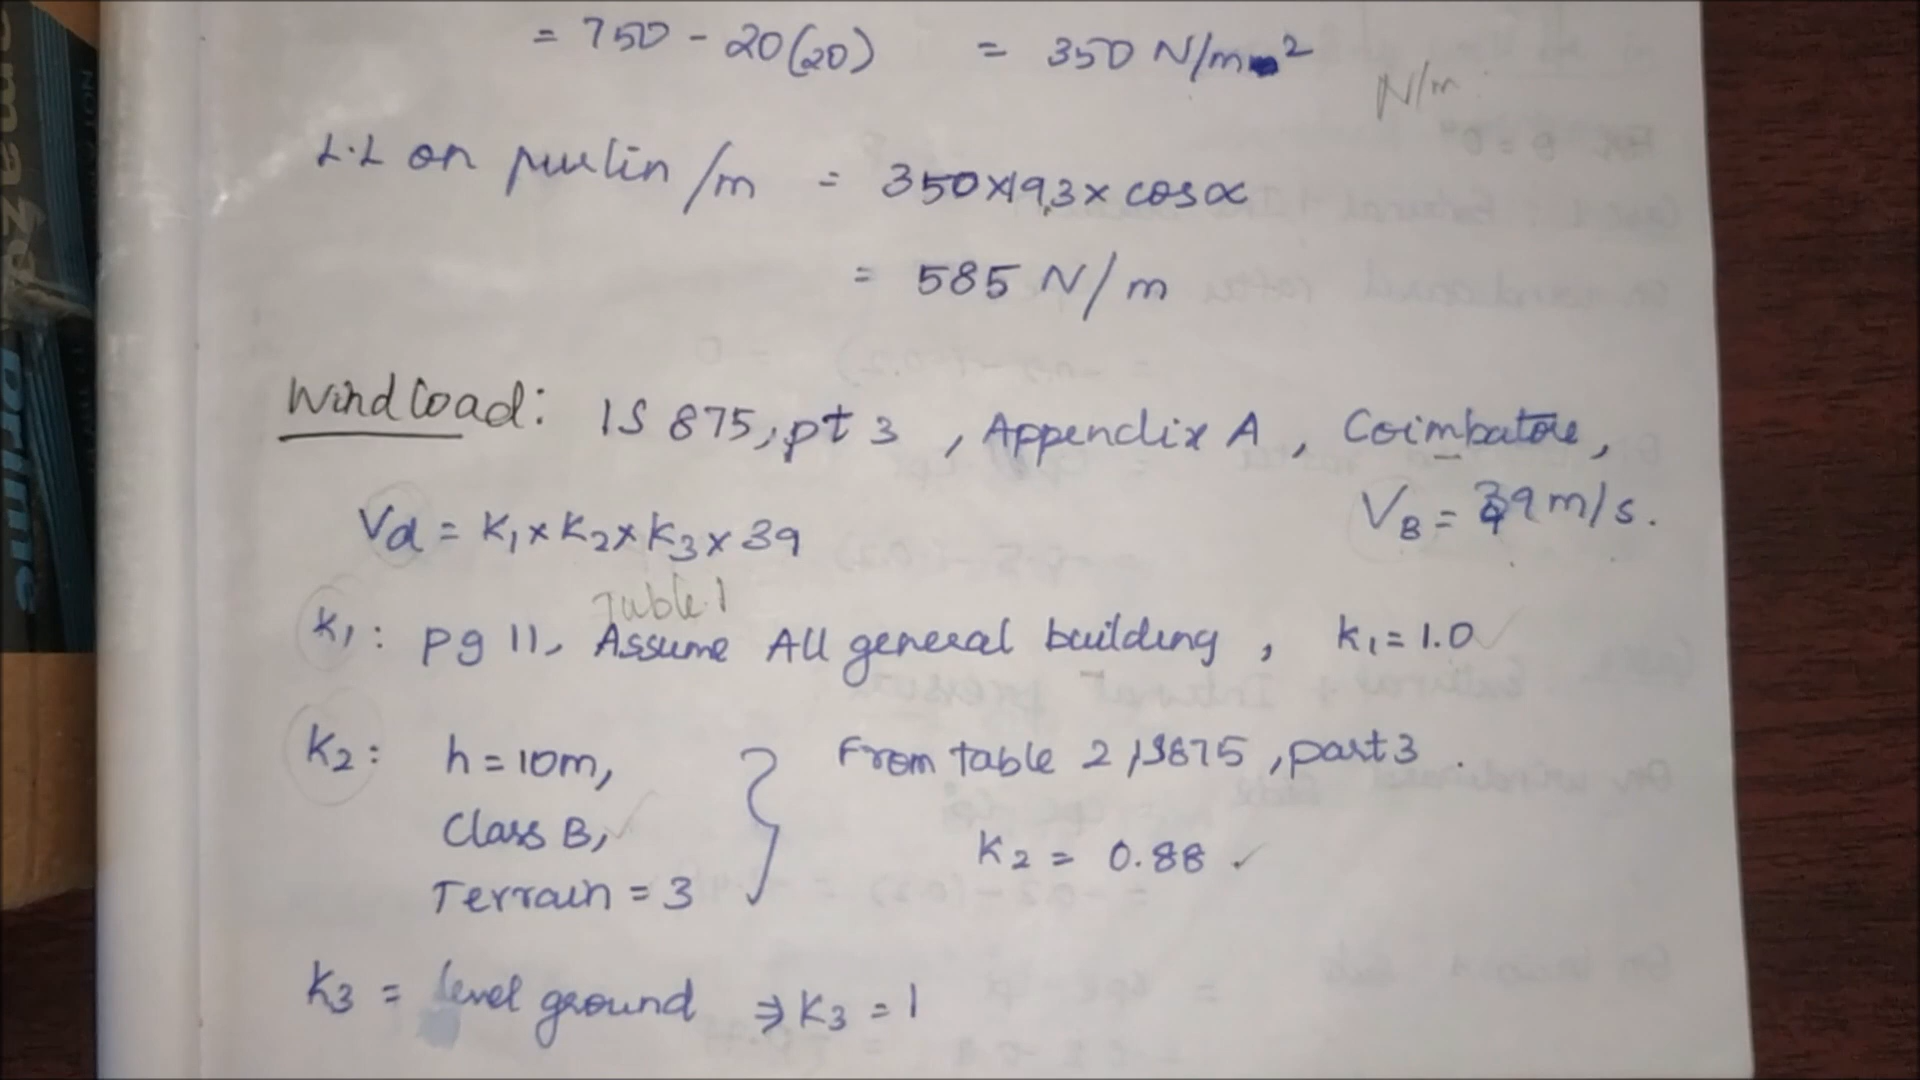 = 750 - 20(20) = 350 N/m²
N/m
L.L on purlin /m = 350×1.93× cosα
= 585 N/m
Wind load: IS 875, pt 3, Appendix A, Coimbatore,
VB = 39 m/s.
Vd = K1×K2×K3×39
Table 1
K1: pg 11, Assume All general building, k1 = 1.0
K2: h = 10m, From table 2, IS875, part 3.
Class B,
K2 = 0.88 ✓
Terrain = 3
K3 = level ground ⇒ K3 = 1